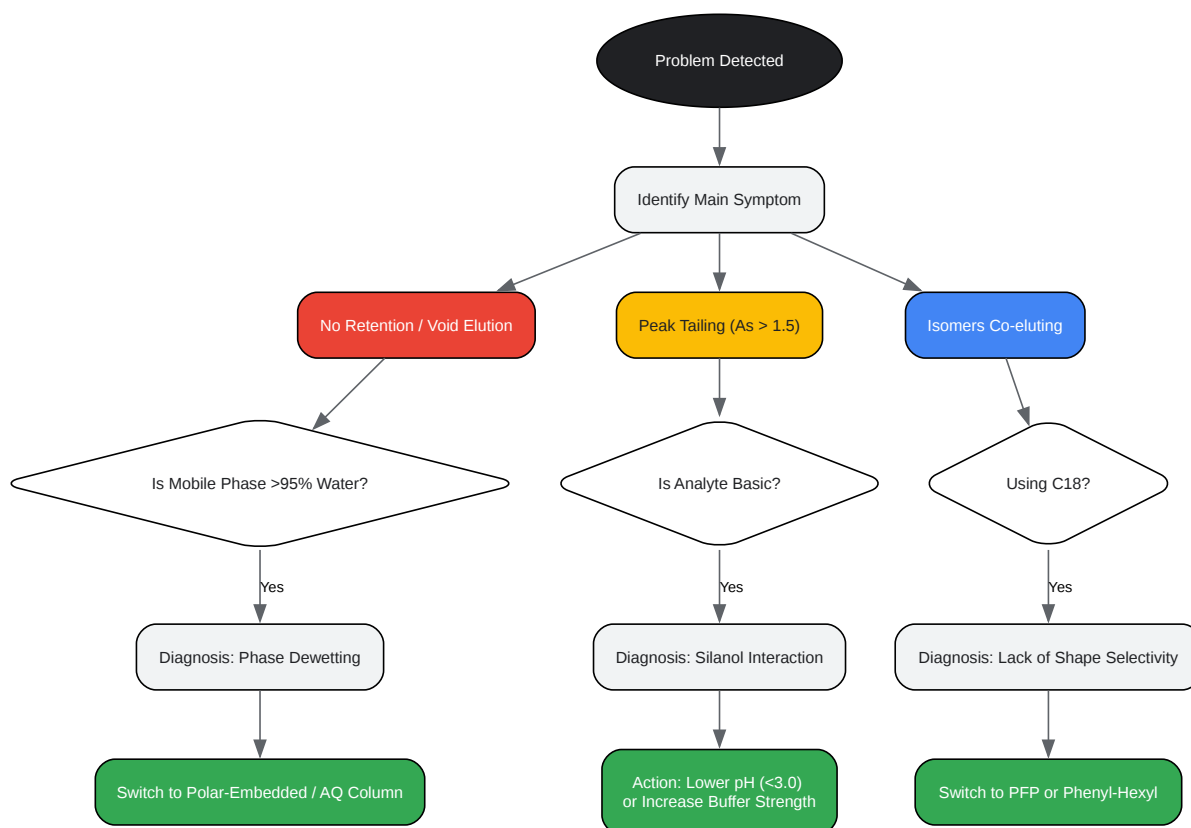 Problem Detected
Identify Main Symptom
No Retention / Void Elution
Peak Tailing (As > 1.5)
Isomers Co-eluting
Is Mobile Phase >95% Water?
Is Analyte Basic?
Using C18?
Yes
Yes
Yes
Diagnosis: Phase Dewetting
Diagnosis: Silanol Interaction
Diagnosis: Lack of Shape Selectivity
Switch to Polar-Embedded / AQ Column
Action: Lower pH (<3.0)
or Increase Buffer Strength
Switch to PFP or Phenyl-Hexyl